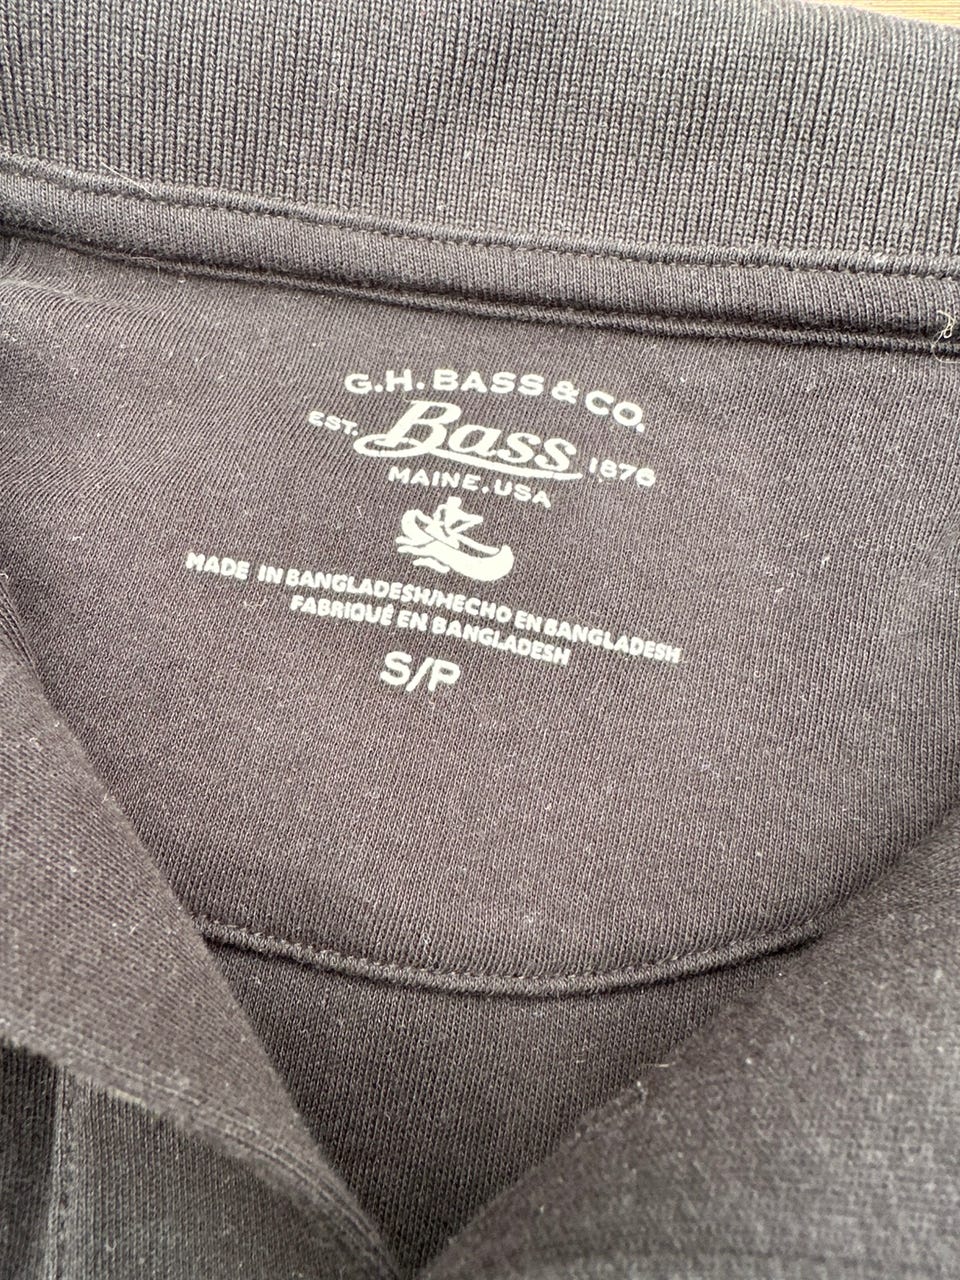 G.H. BASS & CO.
EST. Bass 1876
MAINE. USA
MADE IN BANGLADESH/HECHO EN BANGLADESH
FABRIQUÉ EN BANGLADESH
S/P